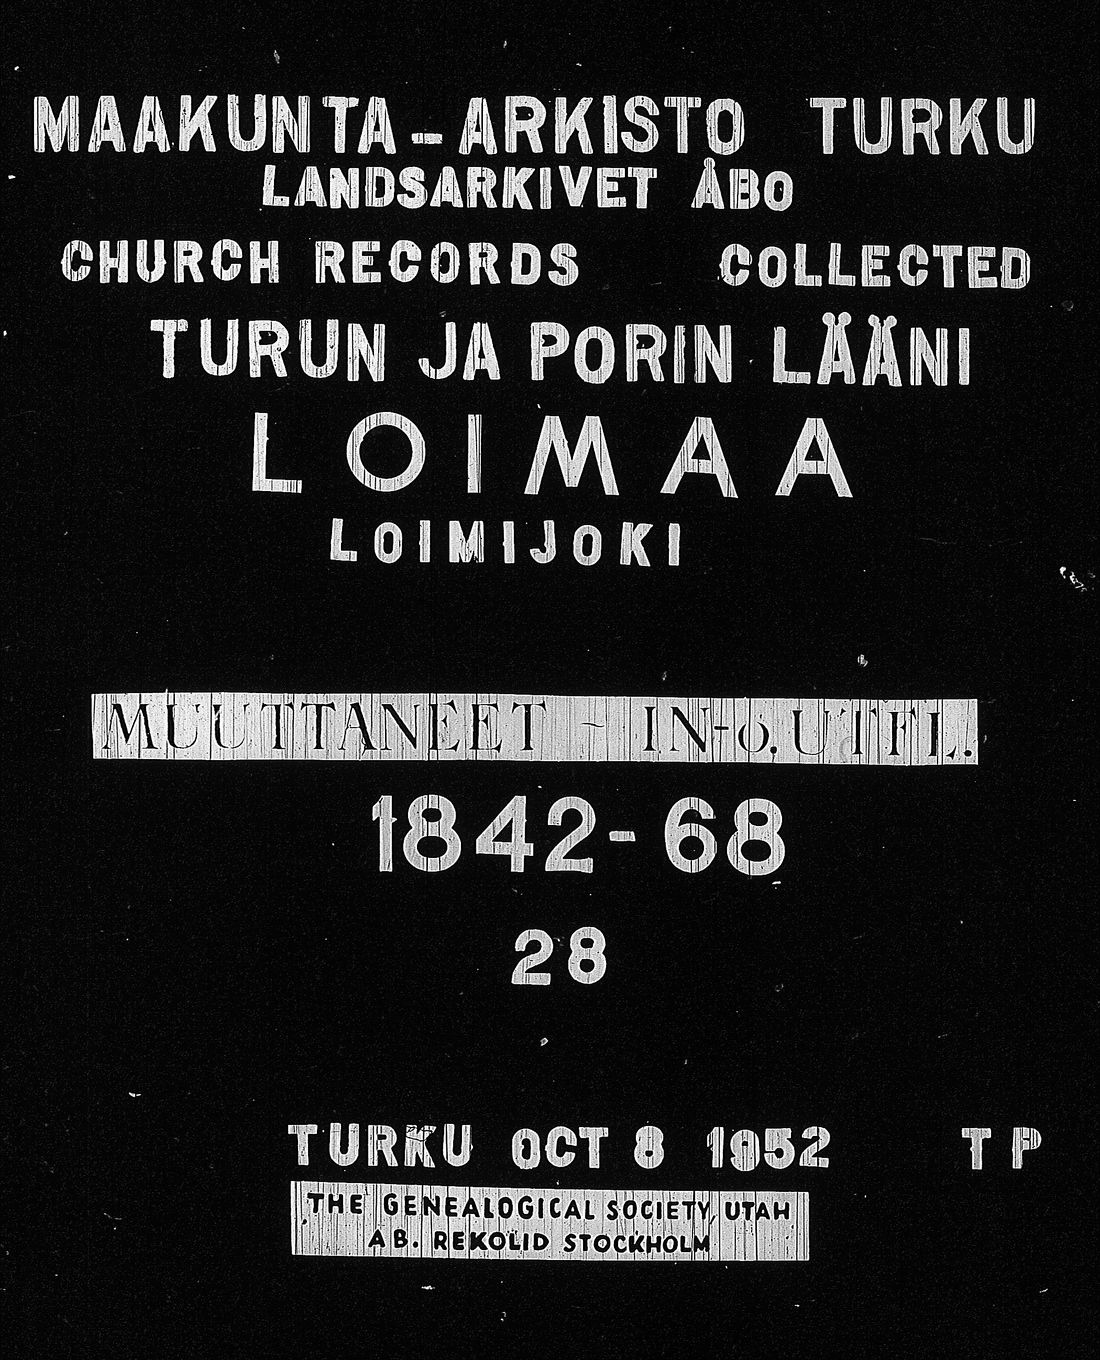 MAAKUNTA-ARKISTO TURKU
LANDSARKIVET ÅBO
CHURCH RECORDS COLLECTED
TURUN JA PORIN LÄÄNI
LOIMAA
LOIMIJOKI
MUUTTANEET - IN-o.UTFL.
1842-68
28
TURKU OCT 8 1952 TP
THE GENEALOGICAL SOCIETY, UTAH
AB. REKOLID STOCKHOLM